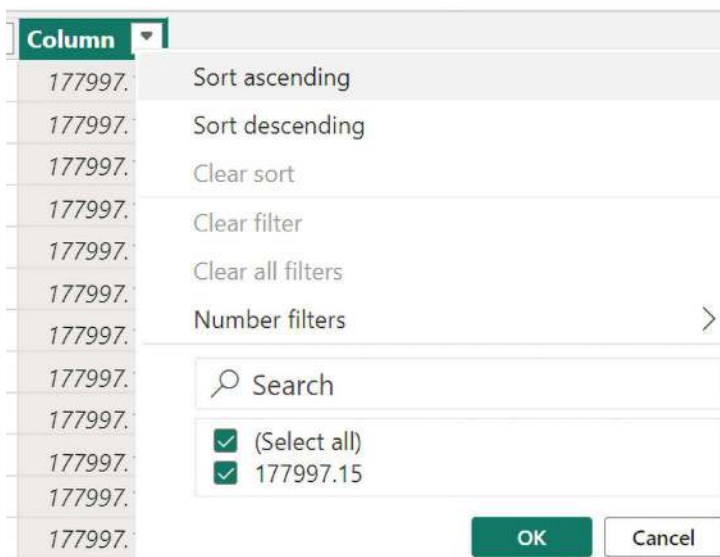 Column
177997.
Sort ascending
177997.
Sort descending
177997.
Clear sort
177997.
Clear filter
177997.
177997.
Clear all filters
177997.
Number filters
177997.
Search
177997.
(Select all)
177997.
177997.15
177997.
177997.
OK Cancel